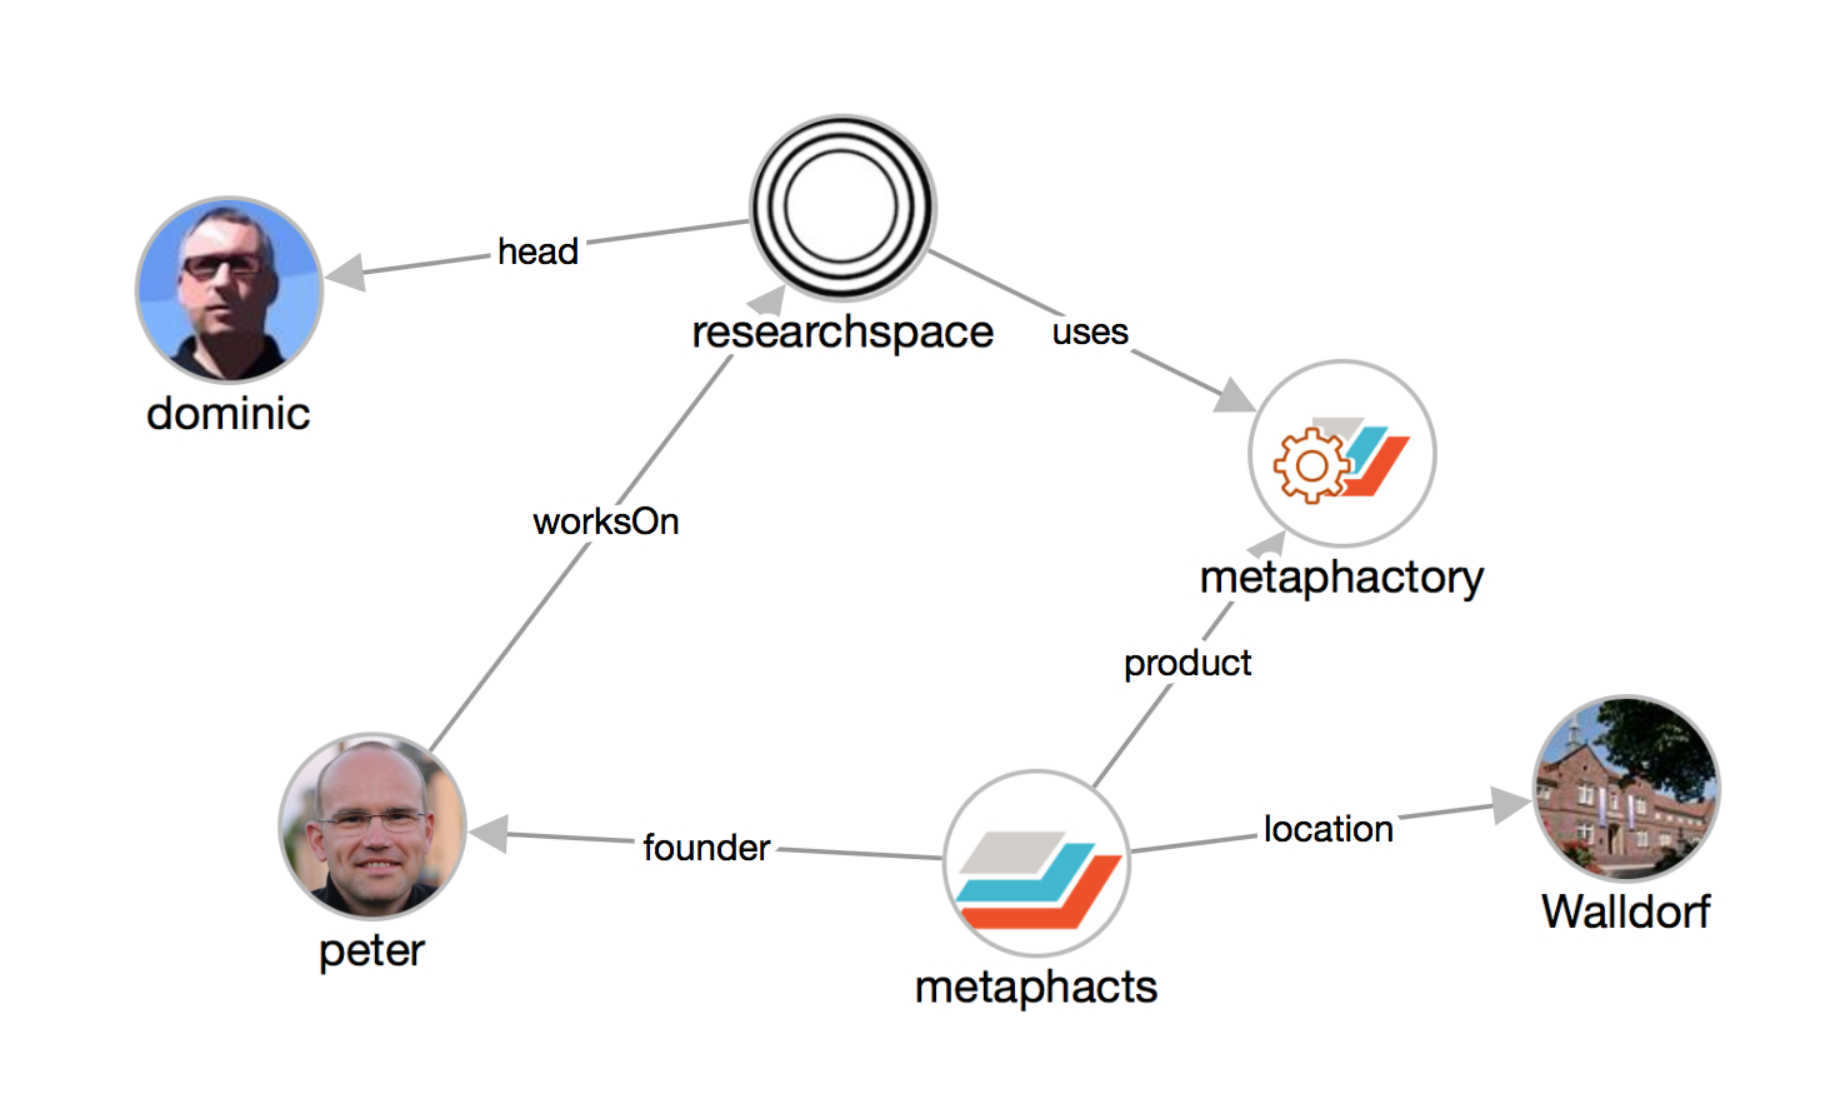 head
researchspace
uses
dominic
worksOn
metaphactory
product
location
founder
Walldorf
peter
metaphacts